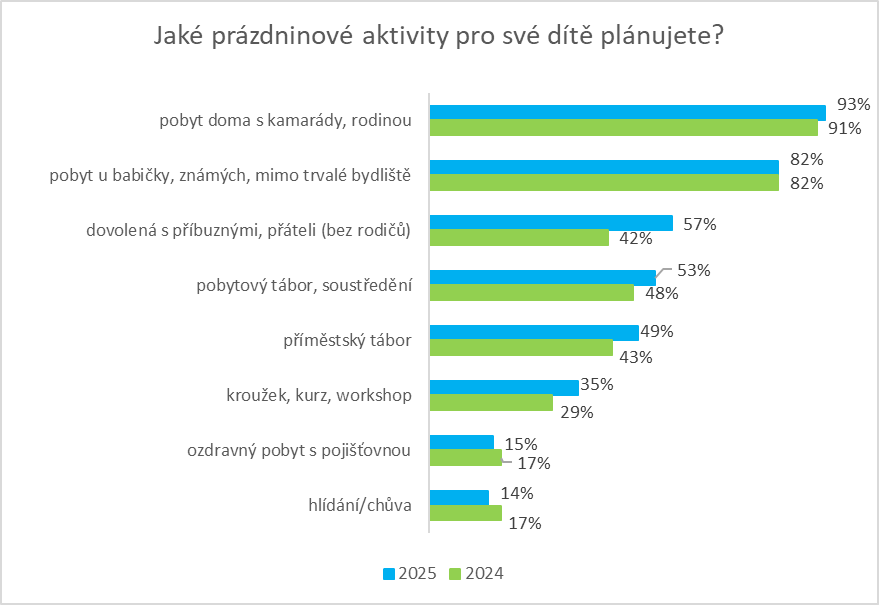 Jaké prázdninové aktivity pro své dítě plánujete?
pobyt doma s kamarády, rodinou
93%
91%
pobyt u babičky, známých, mimo trvalé bydliště
82%
82%
dovolená s příbuznými, přáteli (bez rodičů)
57%
42%
pobytový tábor, soustředění
53%
48%
příměstský tábor
49%
43%
kroužek, kurz, workshop
35%
29%
ozdravný pobyt s pojišťovnou
15%
17%
hlídání/chůva
14%
17%
2025 2024